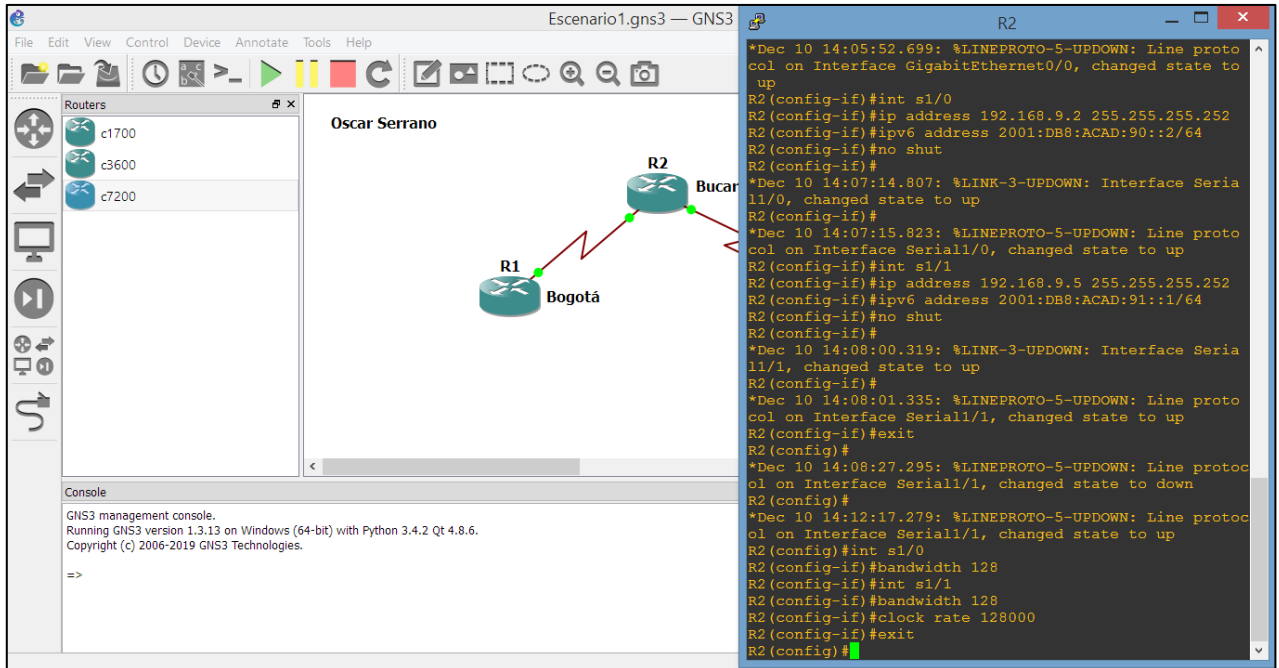 Escenario1.gns3 — GNS3
File Edit View Control Device Annotate Tools Help
Routers
c1700
c3600
c7200
Oscar Serrano
R2
Bucar
R1
Bogotá
Console
GNS3 management console.
Running GNS3 version 1.3.13 on Windows (64-bit) with Python 3.4.2 Qt 4.8.6.
Copyright (c) 2006-2019 GNS3 Technologies.
=>
R2
*Dec 10 14:05:52.699: %LINEPROTO-5-UPDOWN: Line proto
col on Interface GigabitEthernet0/0, changed state to
up
R2(config-if)#int s1/0
R2(config-if)#ip address 192.168.9.2 255.255.255.252
R2(config-if)#ipv6 address 2001:DB8:ACAD:90::2/64
R2(config-if)#no shut
R2(config-if)#
*Dec 10 14:07:14.807: %LINK-3-UPDOWN: Interface Seria
l1/0, changed state to up
R2(config-if)#
*Dec 10 14:07:15.823: %LINEPROTO-5-UPDOWN: Line proto
col on Interface Serial1/0, changed state to up
R2(config-if)#int s1/1
R2(config-if)#ip address 192.168.9.5 255.255.255.252
R2(config-if)#ipv6 address 2001:DB8:ACAD:91::1/64
R2(config-if)#no shut
R2(config-if)#
*Dec 10 14:08:00.319: %LINK-3-UPDOWN: Interface Seria
l1/1, changed state to up
R2(config-if)#
*Dec 10 14:08:01.335: %LINEPROTO-5-UPDOWN: Line proto
col on Interface Serial1/1, changed state to up
R2(config-if)#exit
R2(config)#
*Dec 10 14:08:27.295: %LINEPROTO-5-UPDOWN: Line protoc
ol on Interface Serial1/1, changed state to down
R2(config)#
*Dec 10 14:12:17.279: %LINEPROTO-5-UPDOWN: Line protoc
ol on Interface Serial1/1, changed state to up
R2(config)#int s1/0
R2(config-if)#bandwidth 128
R2(config-if)#int s1/1
R2(config-if)#bandwidth 128
R2(config-if)#clock rate 128000
R2(config-if)#exit
R2(config)#